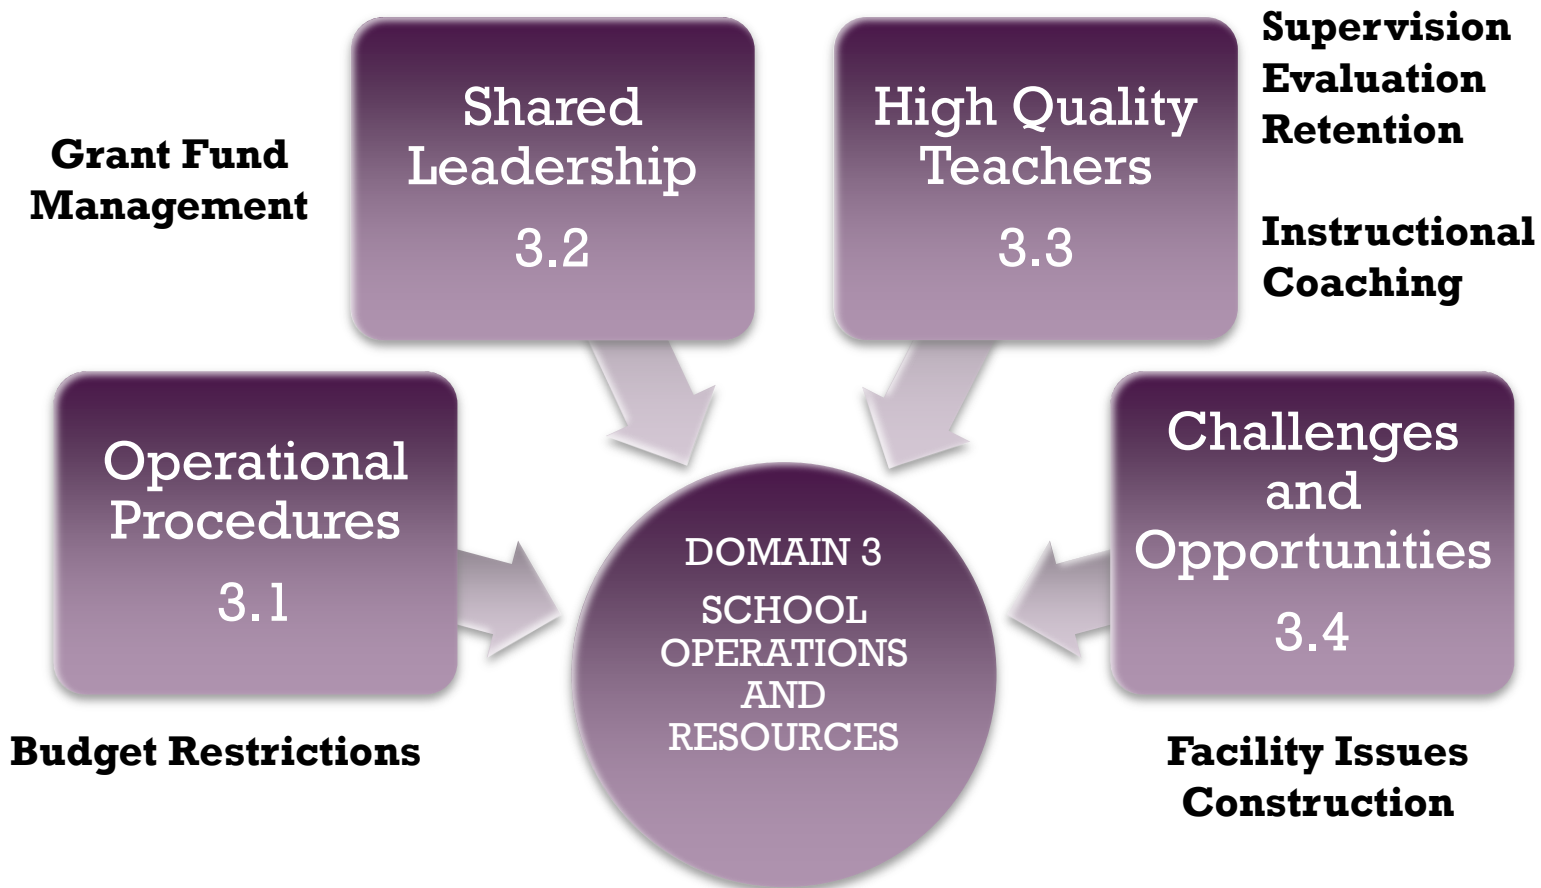 Grant Fund
Management
Shared
Leadership
3.2
High Quality
Teachers
3.3
Supervision
Evaluation
Retention
Instructional
Coaching
Operational
Procedures
3.1
Budget Restrictions
DOMAIN 3
SCHOOL
OPERATIONS
AND
RESOURCES
Challenges
and
Opportunities
3.4
Facility Issues
Construction